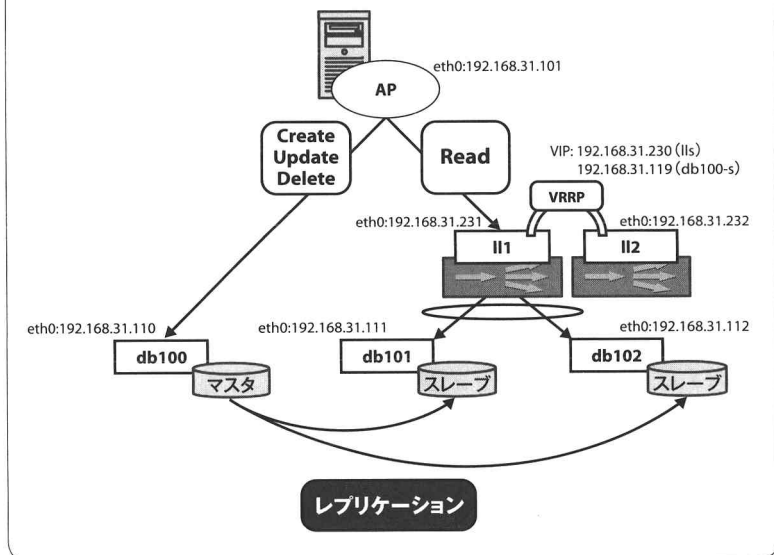 eth0:192.168.31.101
AP
Create
Update
Delete
Read
VIP: 192.168.31.230(lls)
192.168.31.119(db100-s)
VRRP
eth0:192.168.31.231
eth0:192.168.31.232
ll1
ll2
eth0:192.168.31.110
eth0:192.168.31.111
eth0:192.168.31.112
db100
db101
db102
マスタ
スレーブ
スレーブ
レプリケーション